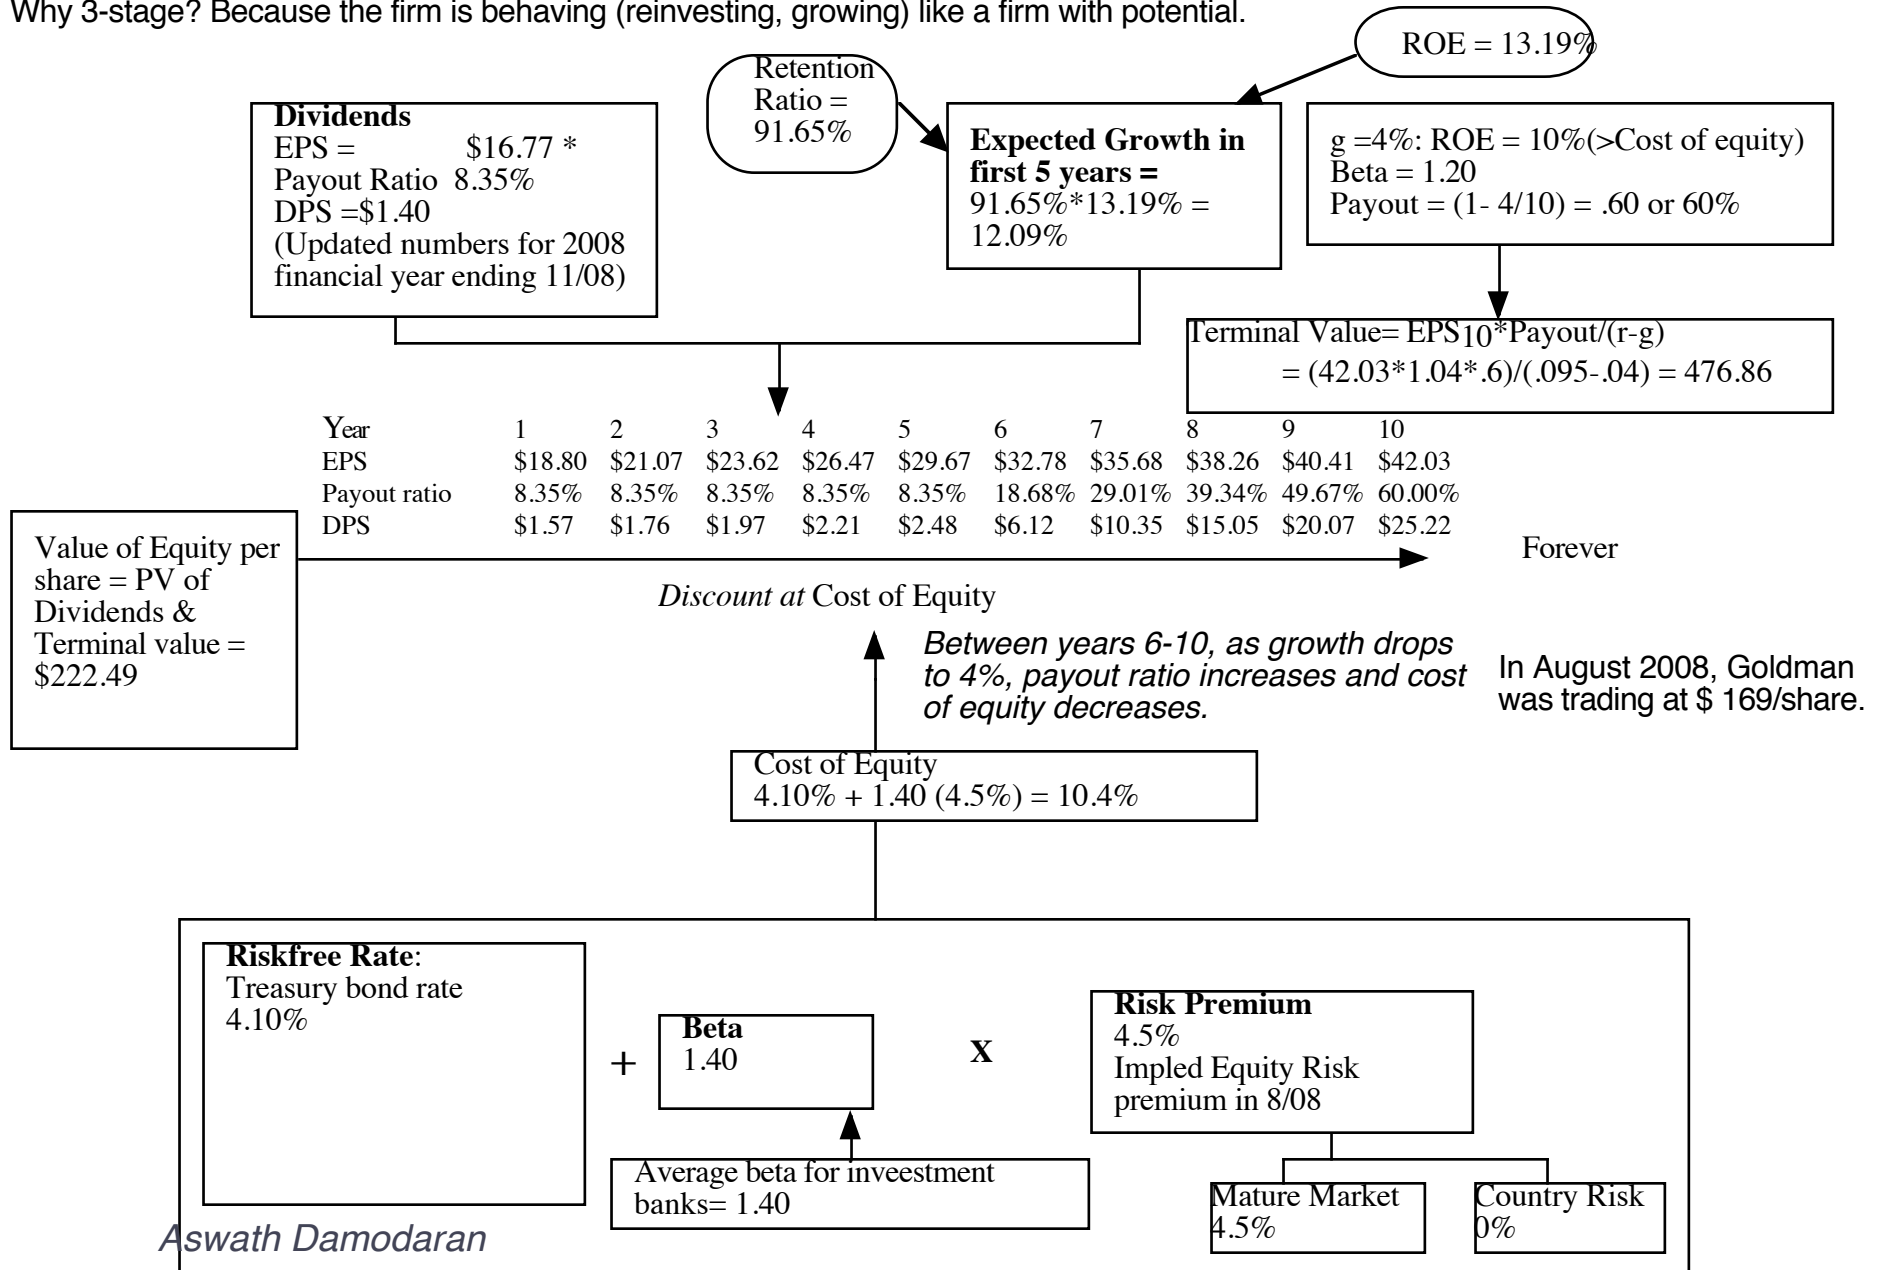 Why 3-stage? Because the firm is behaving (reinvesting, growing) like a firm with potential.
ROE = 13.19%
Retention
Ratio =
91.65%
Dividends
EPS = $16.77 *
Payout Ratio 8.35%
DPS =$1.40
(Updated numbers for 2008
financial year ending 11/08)
Expected Growth in
first 5 years =
91.65%*13.19% =
12.09%
g =4%: ROE = 10%(>Cost of equity)
Beta = 1.20
Payout = (1- 4/10) = .60 or 60%
Terminal Value= EPS10*Payout/(r-g)
= (42.03*1.04*.6)/(.095-.04) = 476.86
Year 1 2 3 4 5 6 7 8 9 10
EPS $18.80 $21.07 $23.62 $26.47 $29.67 $32.78 $35.68 $38.26 $40.41 $42.03
Payout ratio 8.35% 8.35% 8.35% 8.35% 8.35% 18.68% 29.01% 39.34% 49.67% 60.00%
DPS $1.57 $1.76 $1.97 $2.21 $2.48 $6.12 $10.35 $15.05 $20.07 $25.22
Value of Equity per
share = PV of
Dividends &
Terminal value =
$222.49
Forever
Discount at Cost of Equity
Between years 6-10, as growth drops
to 4%, payout ratio increases and cost
of equity decreases.
In August 2008, Goldman
was trading at $ 169/share.
Cost of Equity
4.10% + 1.40 (4.5%) = 10.4%
Riskfree Rate:
Treasury bond rate
4.10%
+
Beta
1.40
X
Risk Premium
4.5%
Impled Equity Risk
premium in 8/08
Average beta for inveestment
banks= 1.40
Mature Market
4.5%
Country Risk
0%
Aswath Damodaran